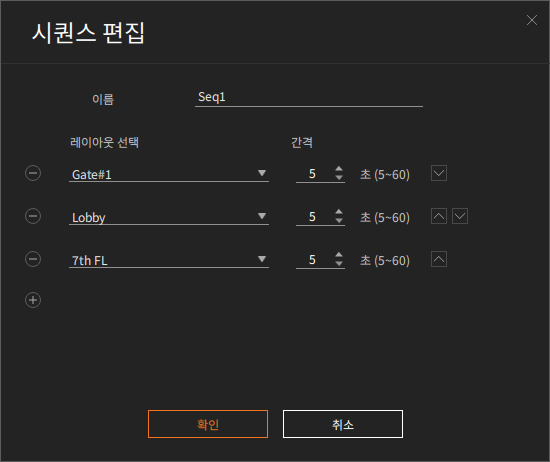 시퀀스 편집
이름 Seq1
레이아웃 선택 간격
Gate#1 5 초 (5~60)
Lobby 5 초 (5~60)
7th FL 5 초 (5~60)
확인 취소